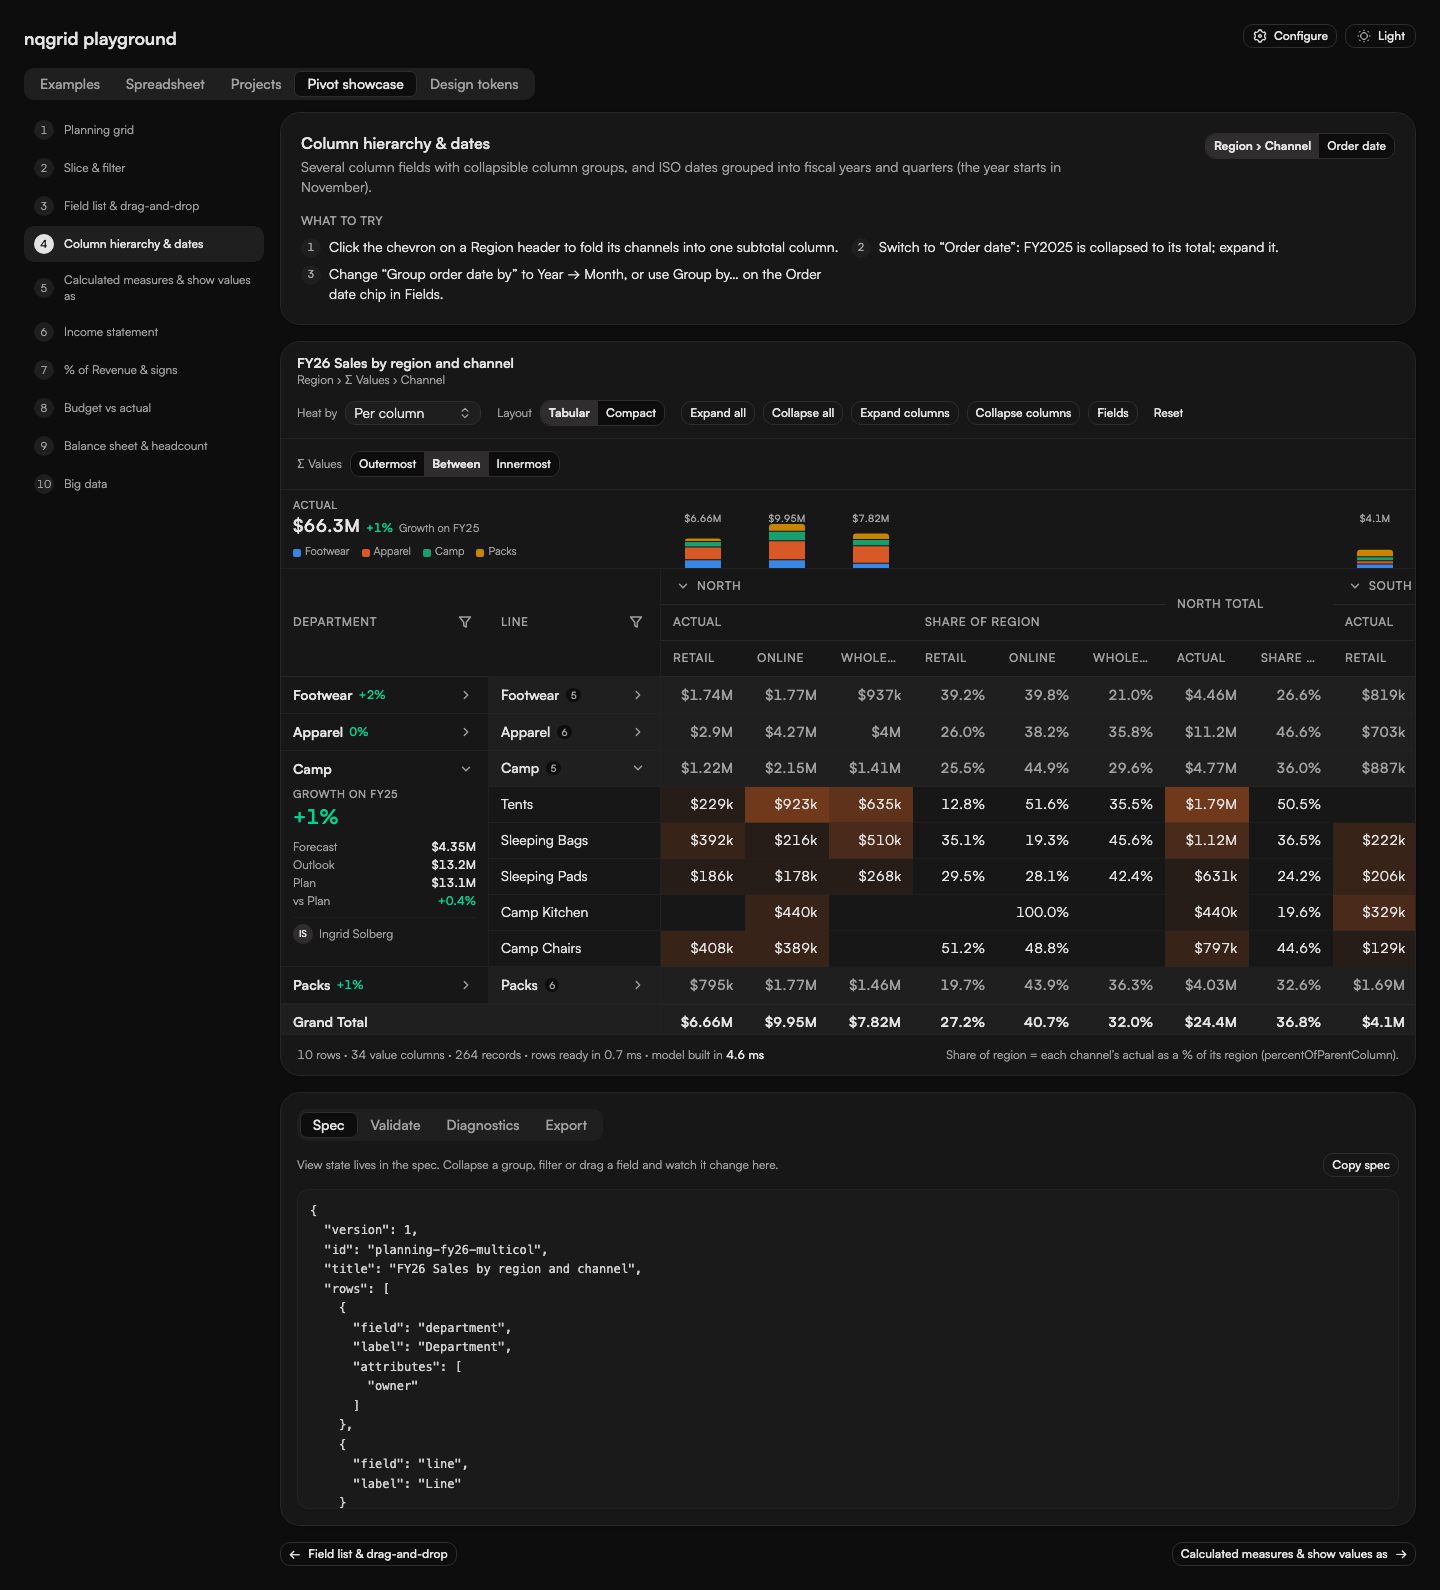 nqgrid playground
Configure
Light
Examples
Spreadsheet
Projects
Pivot showcase
Design tokens
1 Planning grid
2 Slice & filter
3 Field list & drag-and-drop
4 Column hierarchy & dates
5 Calculated measures & show values
as
6 Income statement
7 % of Revenue & signs
8 Budget vs actual
9 Balance sheet & headcount
10 Big data
Column hierarchy & dates
Region › Channel
Order date
Several column fields with collapsible column groups, and ISO dates grouped into fiscal years and quarters (the year starts in
November).
WHAT TO TRY
1 Click the chevron on a Region header to fold its channels into one subtotal column.
2 Switch to “Order date”: FY2025 is collapsed to its total; expand it.
3 Change “Group order date by” to Year → Month, or use Group by… on the Order
date chip in Fields.
FY26 Sales by region and channel
Region › Σ Values › Channel
Heat by Per column Layout Tabular Compact Expand all Collapse all Expand columns Collapse columns Fields Reset
Σ Values Outermost Between Innermost
ACTUAL
$66.3M +1% Growth on FY25
Footwear Apparel Camp Packs
$6.66M $9.95M $7.82M $4.1M
NORTH NORTH TOTAL SOUTH
DEPARTMENT LINE ACTUAL SHARE OF REGION ACTUAL
RETAIL ONLINE WHOLE… RETAIL ONLINE WHOLE… ACTUAL SHARE … RETAIL
Footwear +2% Footwear 5 $1.74M $1.77M $937k 39.2% 39.8% 21.0% $4.46M 26.6% $819k
Apparel 0% Apparel 6 $2.9M $4.27M $4M 26.0% 38.2% 35.8% $11.2M 46.6% $703k
Camp Camp 5 $1.22M $2.15M $1.41M 25.5% 44.9% 29.6% $4.77M 36.0% $887k
GROWTH ON FY25
+1%
Forecast $4.35M
Outlook $13.2M
Plan $13.1M
vs Plan +0.4%
IS Ingrid Solberg
Tents $229k $923k $635k 12.8% 51.6% 35.5% $1.79M 50.5%
Sleeping Bags $392k $216k $510k 35.1% 19.3% 45.6% $1.12M 36.5% $222k
Sleeping Pads $186k $178k $268k 29.5% 28.1% 42.4% $631k 24.2% $206k
Camp Kitchen $440k 100.0% $440k 19.6% $329k
Camp Chairs $408k $389k 51.2% 48.8% $797k 44.6% $129k
Packs +1% Packs 6 $795k $1.77M $1.46M 19.7% 43.9% 36.3% $4.03M 32.6% $1.69M
Grand Total $6.66M $9.95M $7.82M 27.2% 40.7% 32.0% $24.4M 36.8% $4.1M
10 rows · 34 value columns · 264 records · rows ready in 0.7 ms · model built in 4.6 ms
Share of region = each channel’s actual as a % of its region (percentOfParentColumn).
Spec
Validate
Diagnostics
Export
View state lives in the spec. Collapse a group, filter or drag a field and watch it change here.
Copy spec
{
"version": 1,
"id": "planning-fy26-multicol",
"title": "FY26 Sales by region and channel",
"rows": [
{
"field": "department",
"label": "Department",
"attributes": [
"owner"
]
},
{
"field": "line",
"label": "Line"
}
← Field list & drag-and-drop
Calculated measures & show values as →